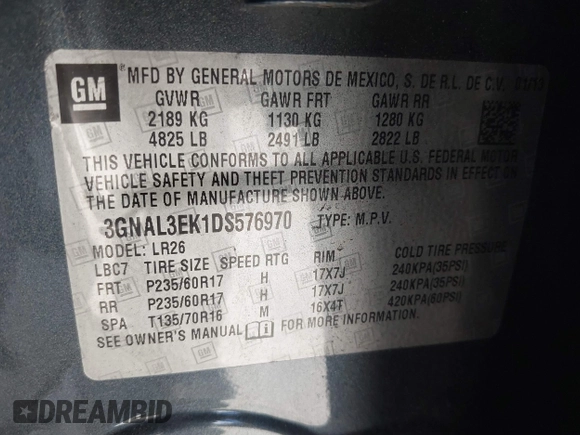 GM
MFD BY GENERAL MOTORS DE MEXICO, S. DE R.L. DE C.V. 01/13
GVWR GAWR FRT GAWR RR
2189 KG 1130 KG 1280 KG
4825 LB 2491 LB 2822 LB
THIS VEHICLE CONFORMS TO ALL APPLICABLE U.S. FEDERAL MOTOR
VEHICLE SAFETY AND THEFT PREVENTION STANDARDS IN EFFECT ON
THE DATE OF MANUFACTURE SHOWN ABOVE.
3GNAL3EK1DS576970 TYPE: M.P.V.
MODEL: LR26
LBC7 TIRE SIZE SPEED RTG RIM COLD TIRE PRESSURE
FRT P235/60R17 H 17X7J 240KPA(35PSI)
RR P235/60R17 H 17X7J 240KPA(35PSI)
SPA T135/70R16 M 16X4T 420KPA(60PSI)
SEE OWNER'S MANUAL FOR MORE INFORMATION.
DREAMBID